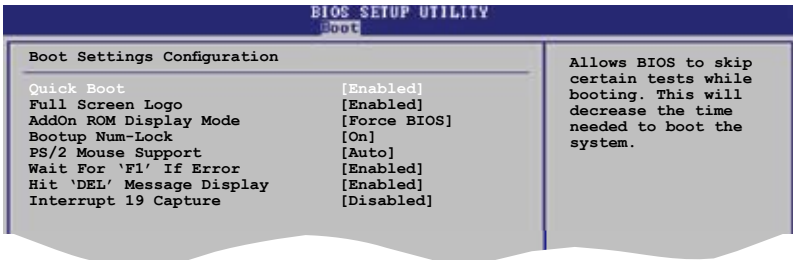 BIOS SETUP UTILITY
Boot
Boot Settings Configuration
Quick Boot [Enabled]
Full Screen Logo [Enabled]
AddOn ROM Display Mode [Force BIOS]
Bootup Num-Lock [On]
PS/2 Mouse Support [Auto]
Wait For ‘F1’ If Error [Enabled]
Hit ‘DEL’ Message Display [Enabled]
Interrupt 19 Capture [Disabled]
Allows BIOS to skip
certain tests while
booting. This will
decrease the time
needed to boot the
system.